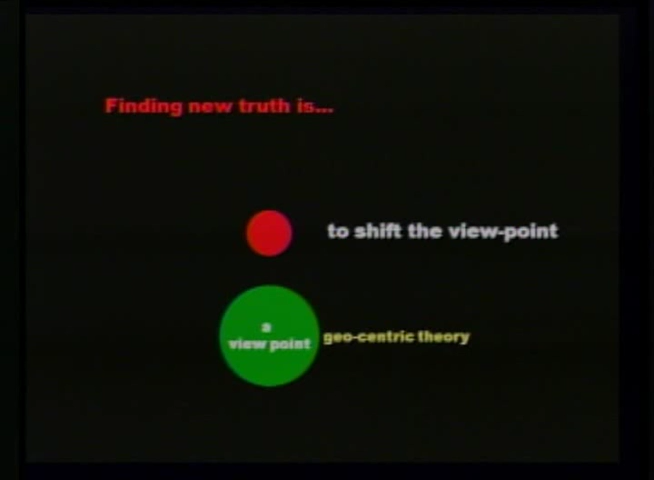 Finding new truth is...
to shift the view-point
a
view point
geo-centric theory